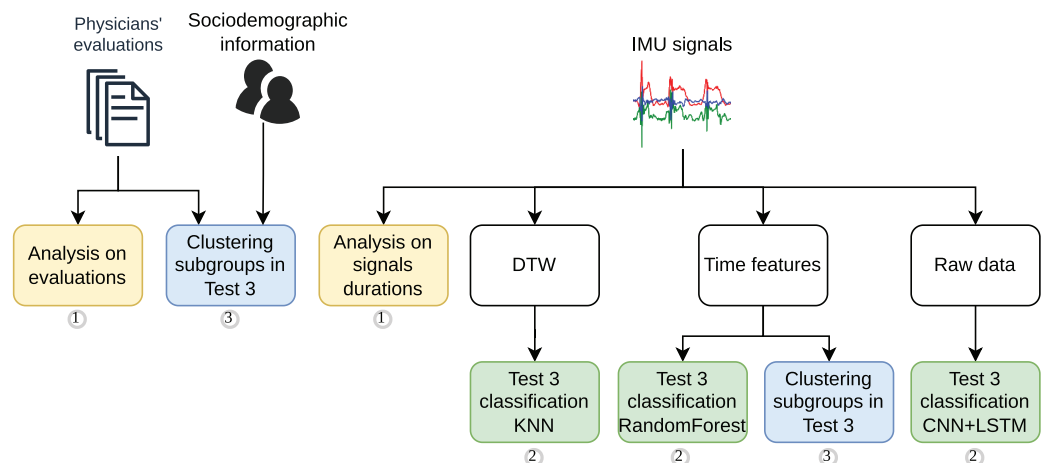 Physicians'
evaluations
Sociodemographic
information
IMU signals
Analysis on
evaluations
1
Clustering
subgroups in
Test 3
3
Analysis on
signals
durations
1
DTW
Time features
Raw data
Test 3
classification
KNN
2
Test 3
classification
RandomForest
2
Clustering
subgroups in
Test 3
3
Test 3
classification
CNN+LSTM
2